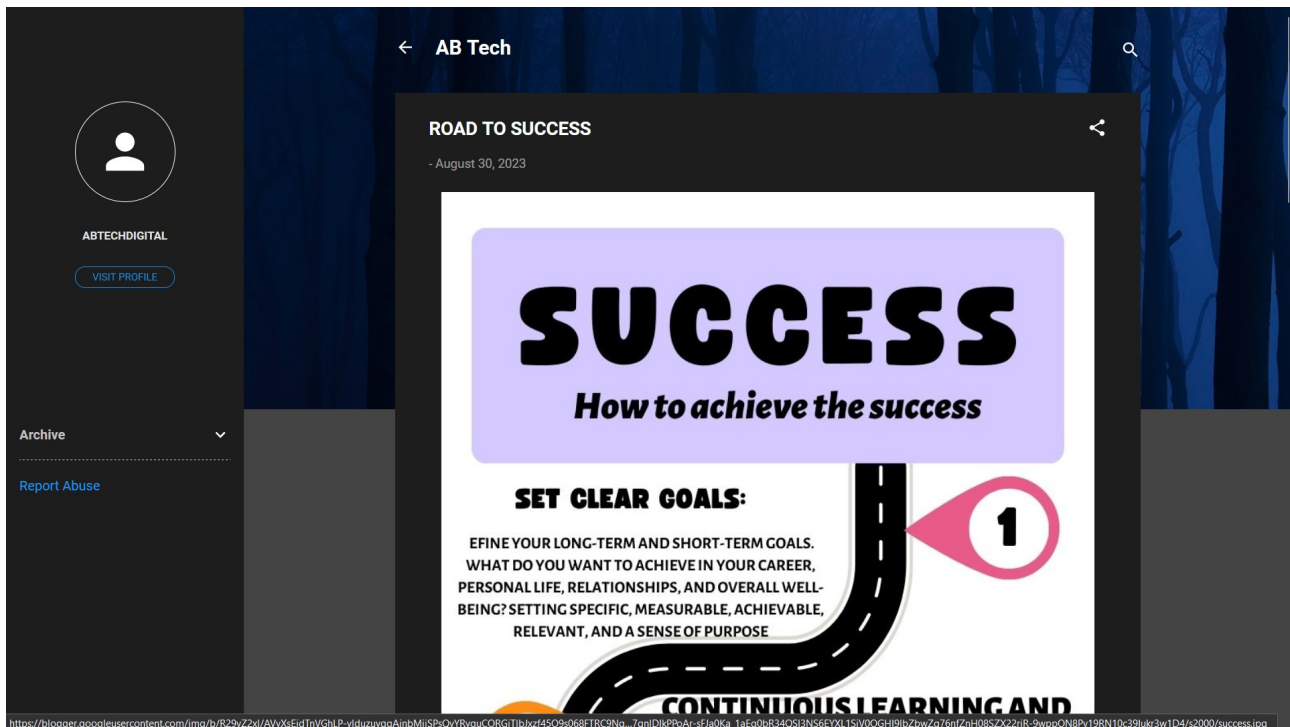 AB Tech
ABTECHDIGITAL
VISIT PROFILE
Archive
Report Abuse
ROAD TO SUCCESS
- August 30, 2023
SUCCESS
How to achieve the success
SET CLEAR GOALS:
1
EFINE YOUR LONG-TERM AND SHORT-TERM GOALS.
WHAT DO YOU WANT TO ACHIEVE IN YOUR CAREER,
PERSONAL LIFE, RELATIONSHIPS, AND OVERALL WELL-
BEING? SETTING SPECIFIC, MEASURABLE, ACHIEVABLE,
RELEVANT, AND A SENSE OF PURPOSE
CONTINUOUS LEARNING AND